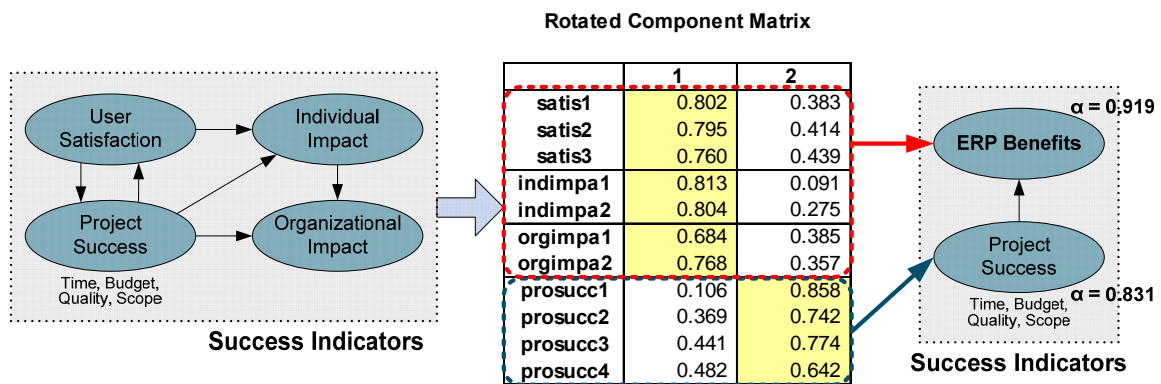 Rotated Component Matrix
User
Satisfaction
Individual
Impact
Project
Success
Organizational
Impact
Time, Budget,
Quality, Scope
Success Indicators
1 2
satis1 0.802 0.383
satis2 0.795 0.414
satis3 0.760 0.439
indimpa1 0.813 0.091
indimpa2 0.804 0.275
orgimpa1 0.684 0.385
orgimpa2 0.768 0.357
prosucc1 0.106 0.858
prosucc2 0.369 0.742
prosucc3 0.441 0.774
prosucc4 0.482 0.642
α = 0.919
ERP Benefits
Project
Success
α = 0.831
Time, Budget,
Quality, Scope
Success Indicators